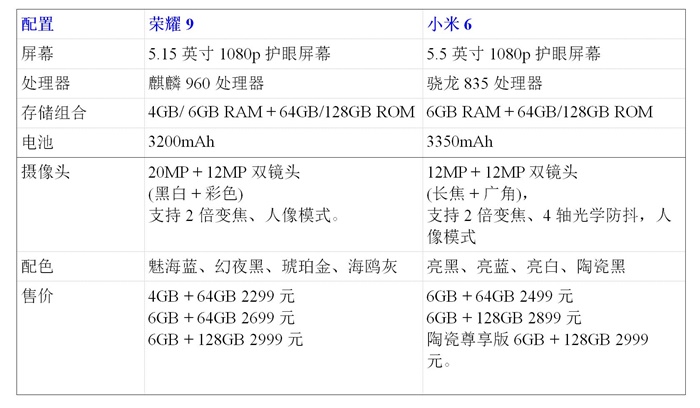 配置 荣耀 9 小米 6
屏幕 5.15 英寸 1080p 护眼屏幕 5.5 英寸 1080p 护眼屏幕
处理器 麒麟 960 处理器 骁龙 835 处理器
存储组合 4GB/ 6GB RAM＋64GB/128GB ROM 6GB RAM＋64GB/128GB ROM
电池 3200mAh 3350mAh
摄像头 20MP＋12MP 双镜头 12MP＋12MP 双镜头
(黑白＋彩色) (长焦＋广角)，
支持 2 倍变焦、人像模式。 支持 2 倍变焦、4 轴光学防抖，人
像模式
配色 魅海蓝、幻夜黑、琥珀金、海鸥灰 亮黑、亮蓝、亮白、陶瓷黑
售价 4GB＋64GB 2299 元 6GB＋64GB 2499 元
6GB＋64GB 2699 元 6GB＋128GB 2899 元
6GB＋128GB 2999 元 陶瓷尊享版 6GB＋128GB 2999
元。